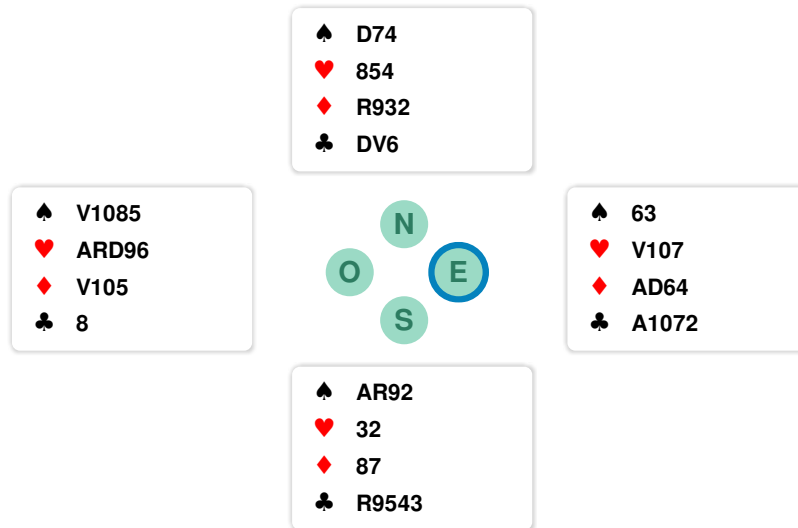 ♠ D74
♥ 854
♦ R932
♣ DV6
♠ V1085
♥ ARD96
♦ V105
♣ 8
N
O
E
S
♠ 63
♥ V107
♦ AD64
♣ A1072
♠ AR92
♥ 32
♦ 87
♣ R9543